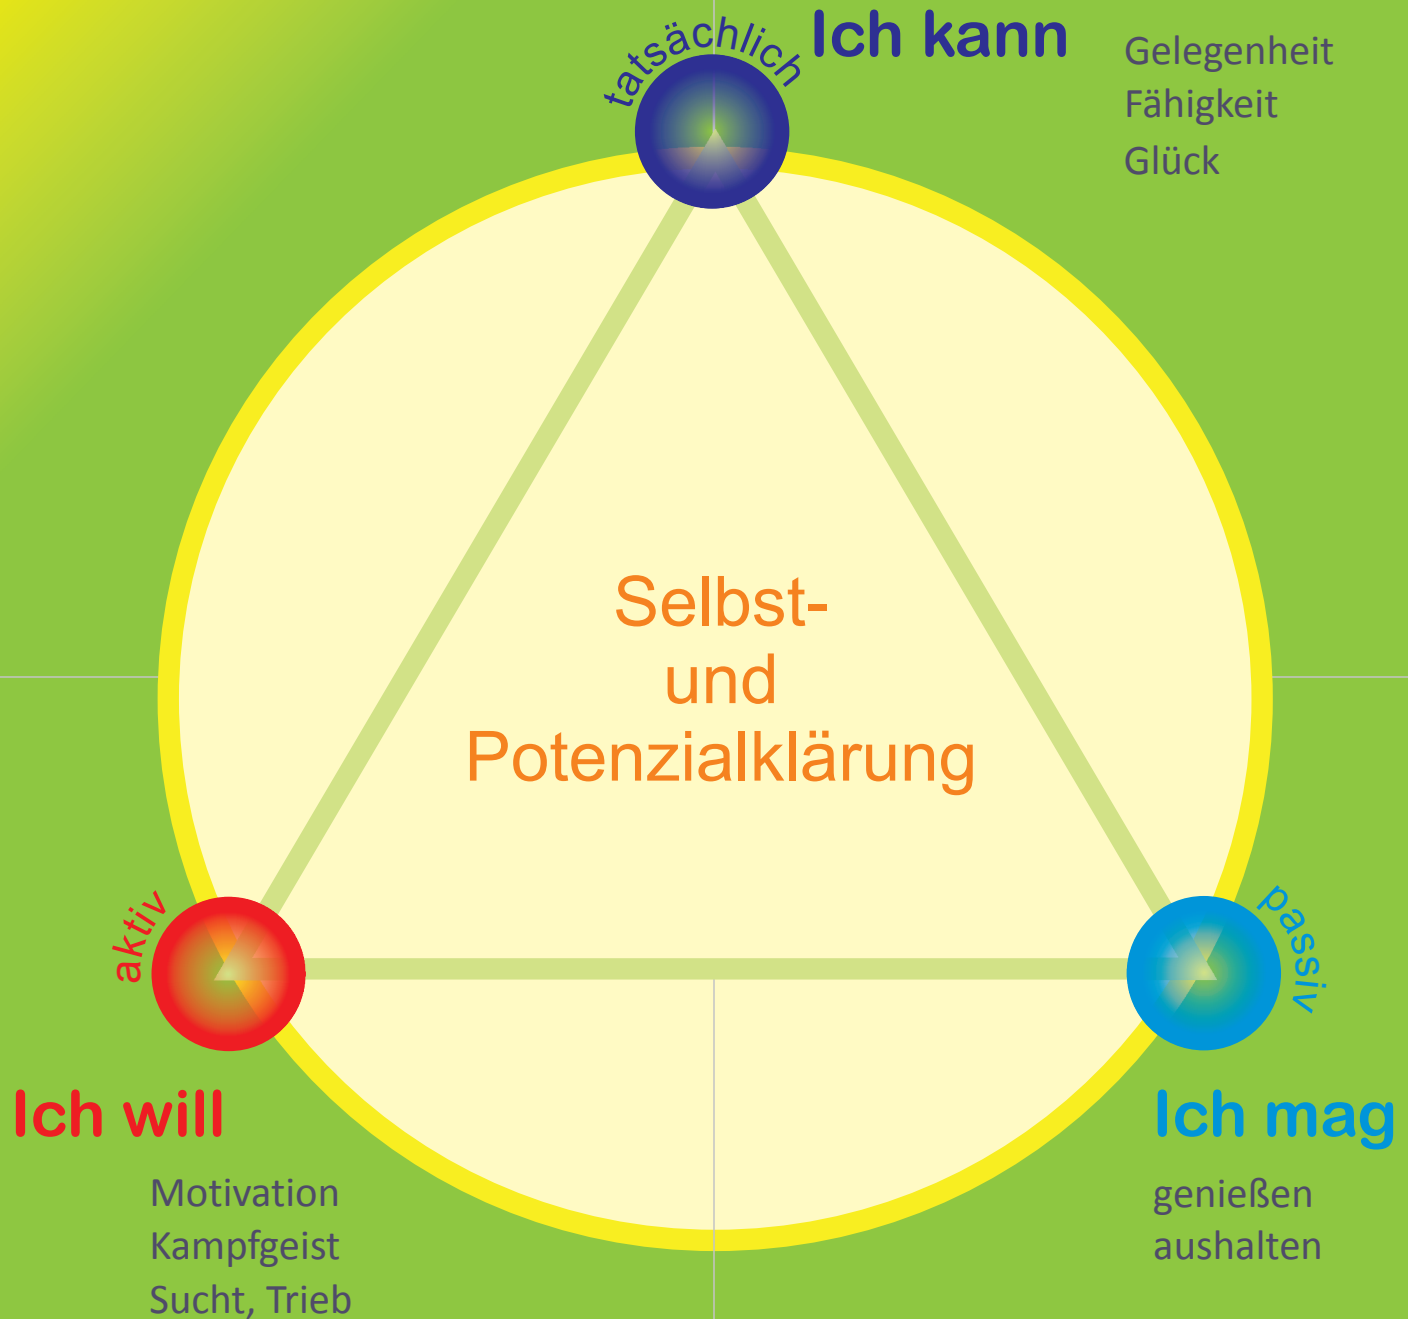 tatsächlich
Ich kann
Gelegenheit
Fähigkeit
Glück
Selbst-
und
Potenzialklärung
aktiv
Ich will
Motivation
Kampfgeist
Sucht, Trieb
passiv
Ich mag
genießen
aushalten